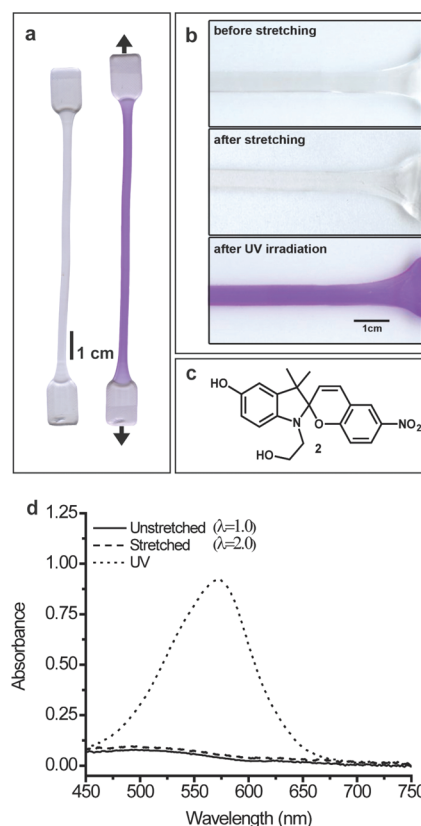 a
1 cm
b
before stretching
after stretching
after UV irradiation
1cm
c
HO
N
O
NO2
HO
2
d
Unstretched (λ=1.0)
Stretched (λ=2.0)
UV
Absorbance
1.25
1.00
0.75
0.50
0.25
0.00
450 500 550 600 650 700 750
Wavelength (nm)